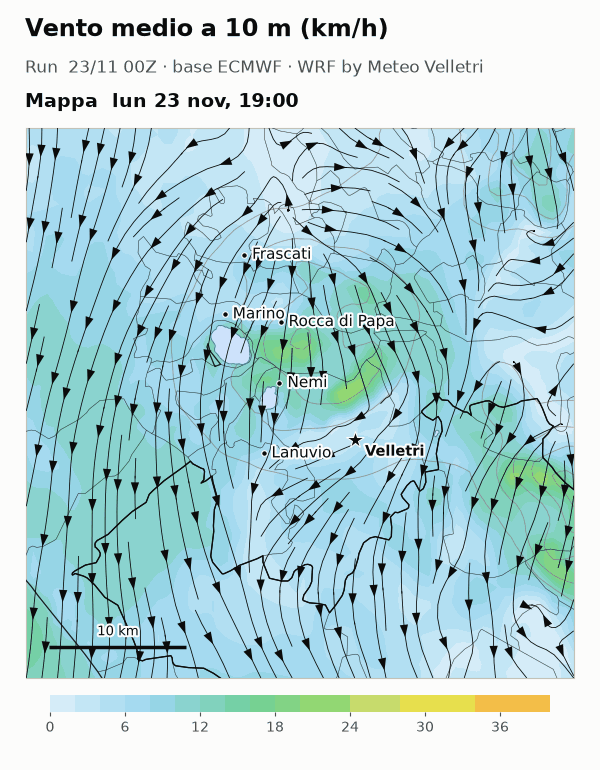 Vento medio a 10 m (km/h)
Run  23/11 00Z · base ECMWF · WRF by Meteo Velletri
Mappa  lun 23 nov, 19:00
Frascati
Marino
Rocca di Papa
Nemi
Velletri
Lanuvio
10 km
0 6 12 18 24 30 36